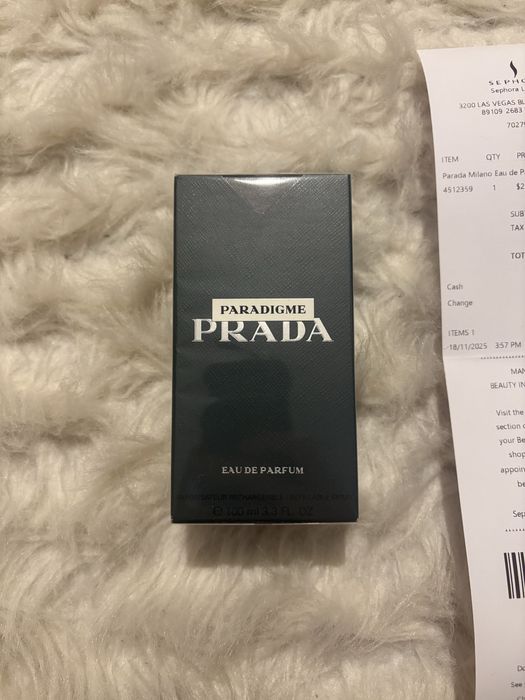 PARADIGME
PRADA
EAU DE PARFUM
100 ml 3.3 FL. OZ
SEPHO
Sephora L
3200 LAS VEGAS BL
89109 2683
7027
ITEM QTY PR
Parada Milano Eau de P
4512359 1 $2
SUB
TAX
TOT
Cash
Change
ITEMS 1
18/11/2025 3:57 PM
MAN
BEAUTY IN
Visit the
section o
your Be
shop
appoin
be
Sep
Do
See